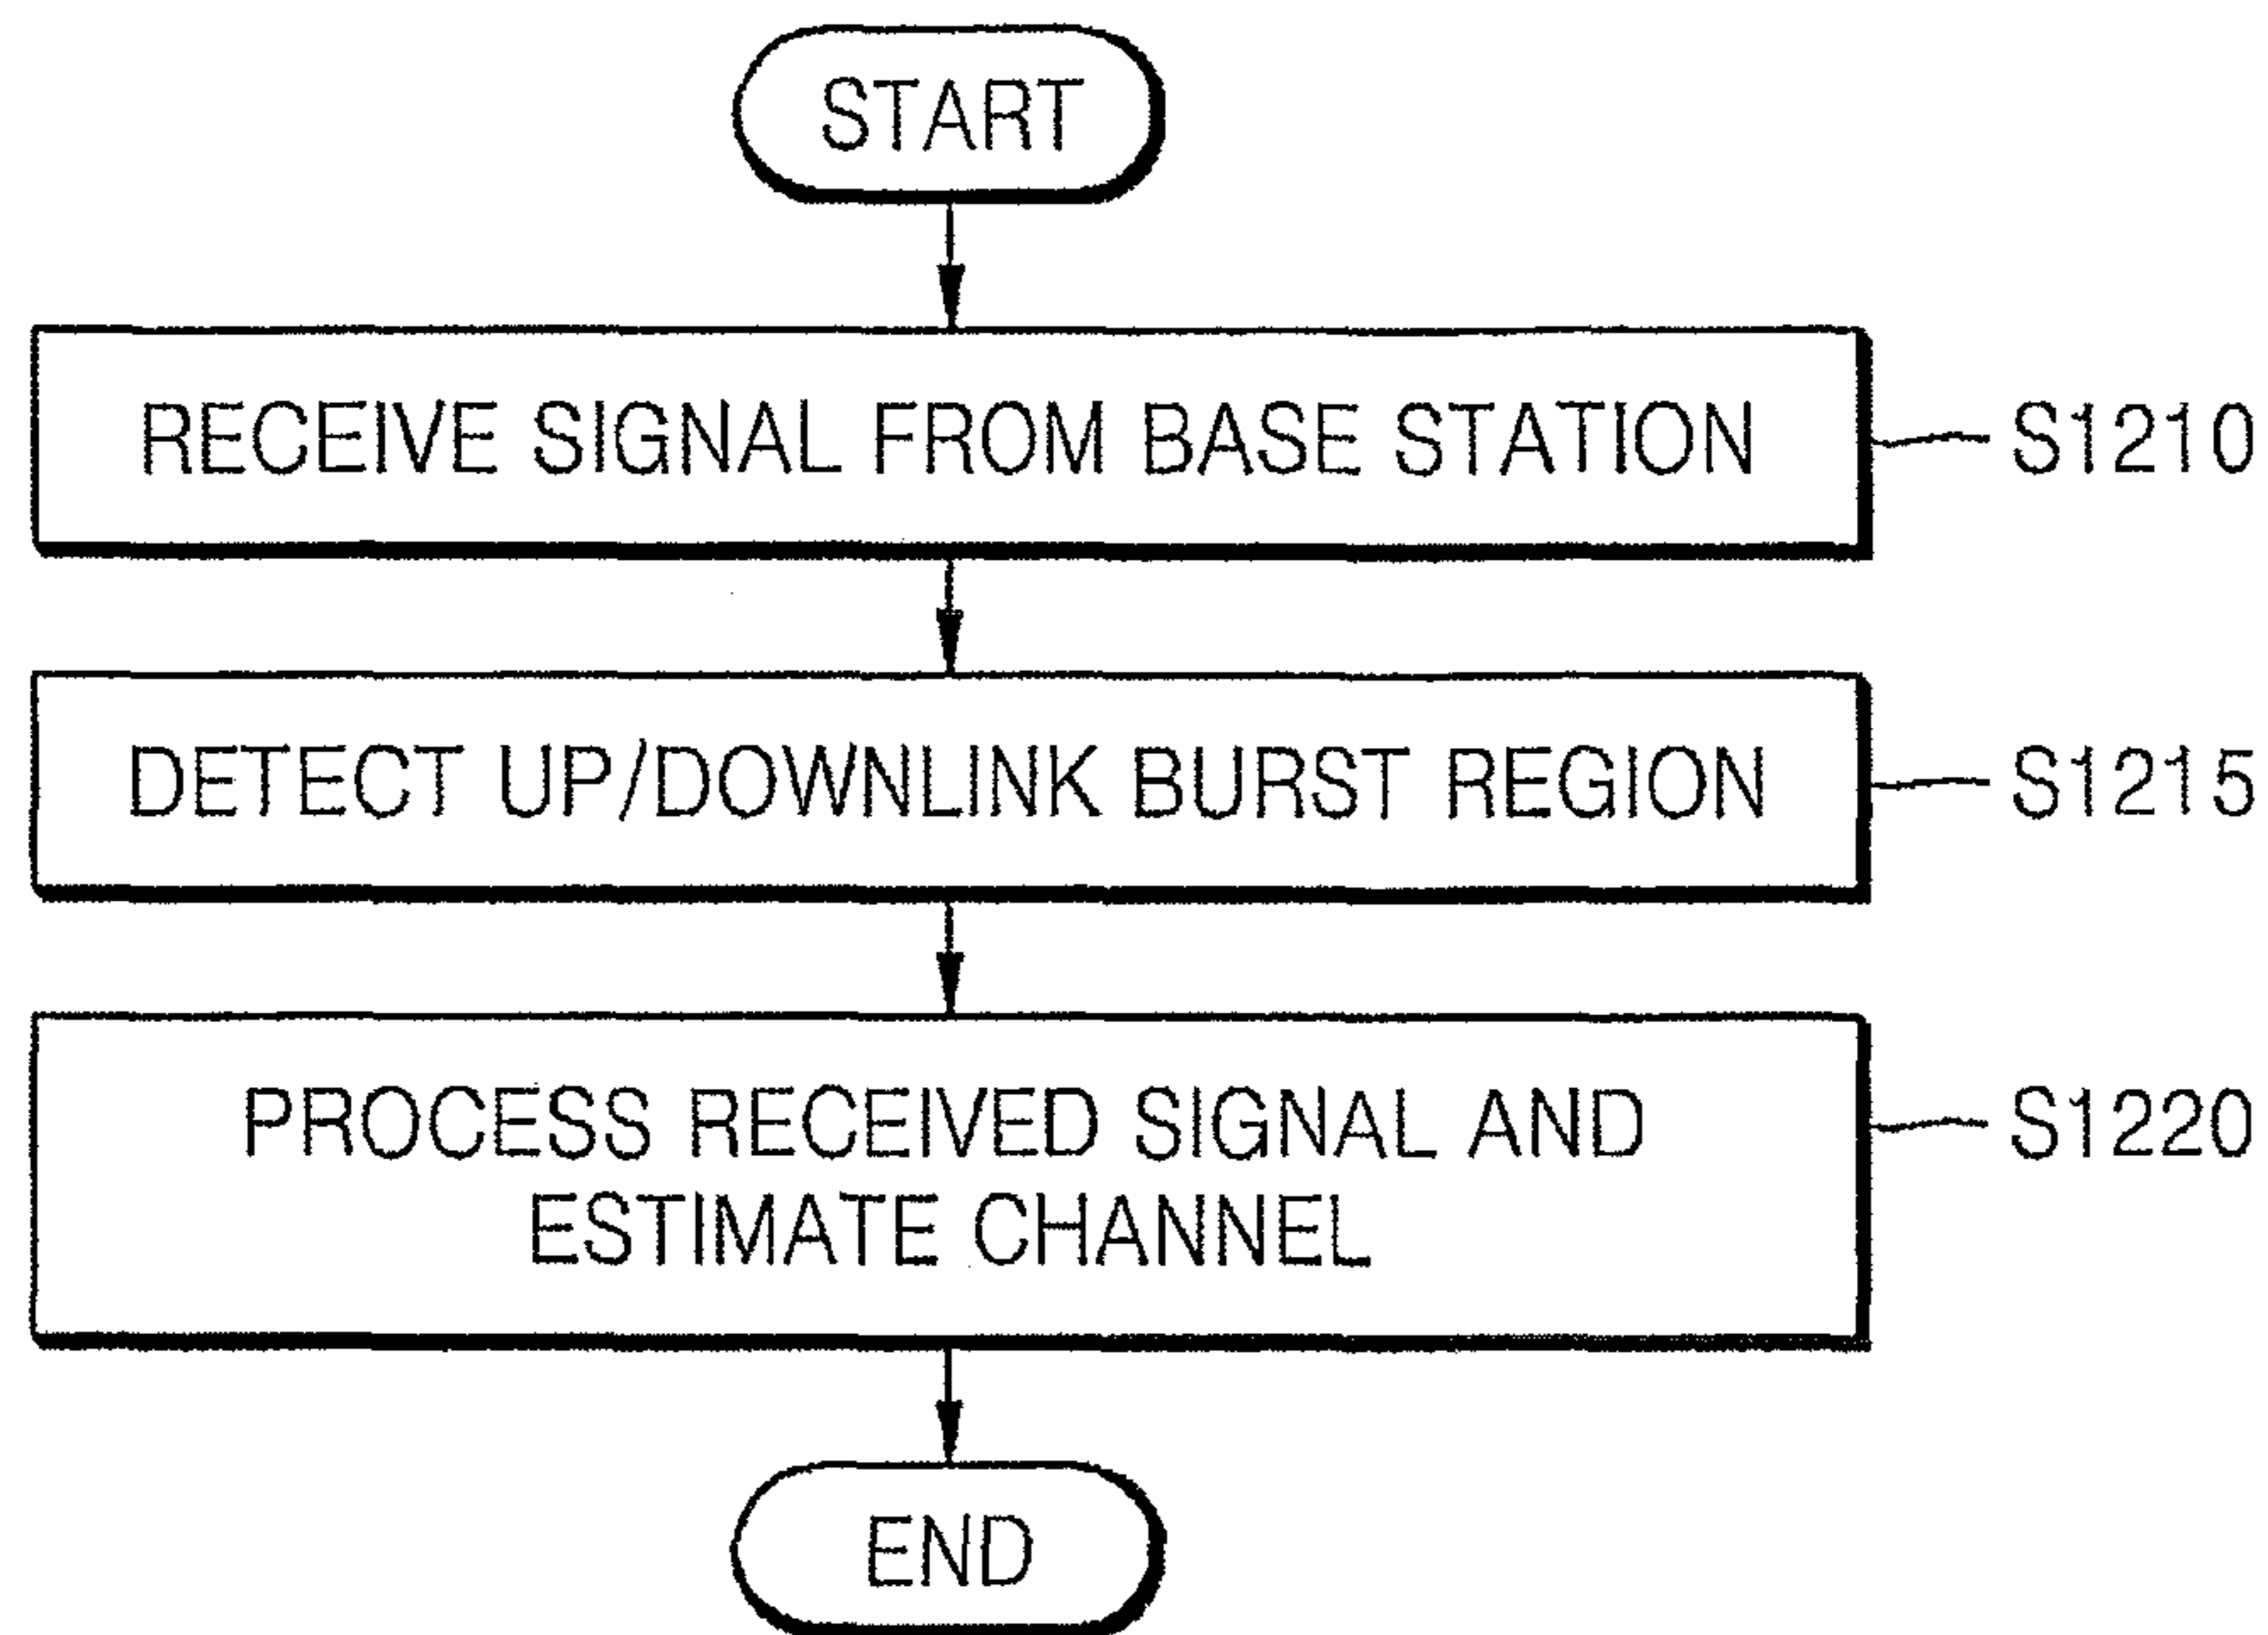 START
RECEIVE SIGNAL FROM BASE STATION
S1210
DETECT UP/DOWNLINK BURST REGION
S1215
PROCESS RECEIVED SIGNAL AND
ESTIMATE CHANNEL
S1220
END